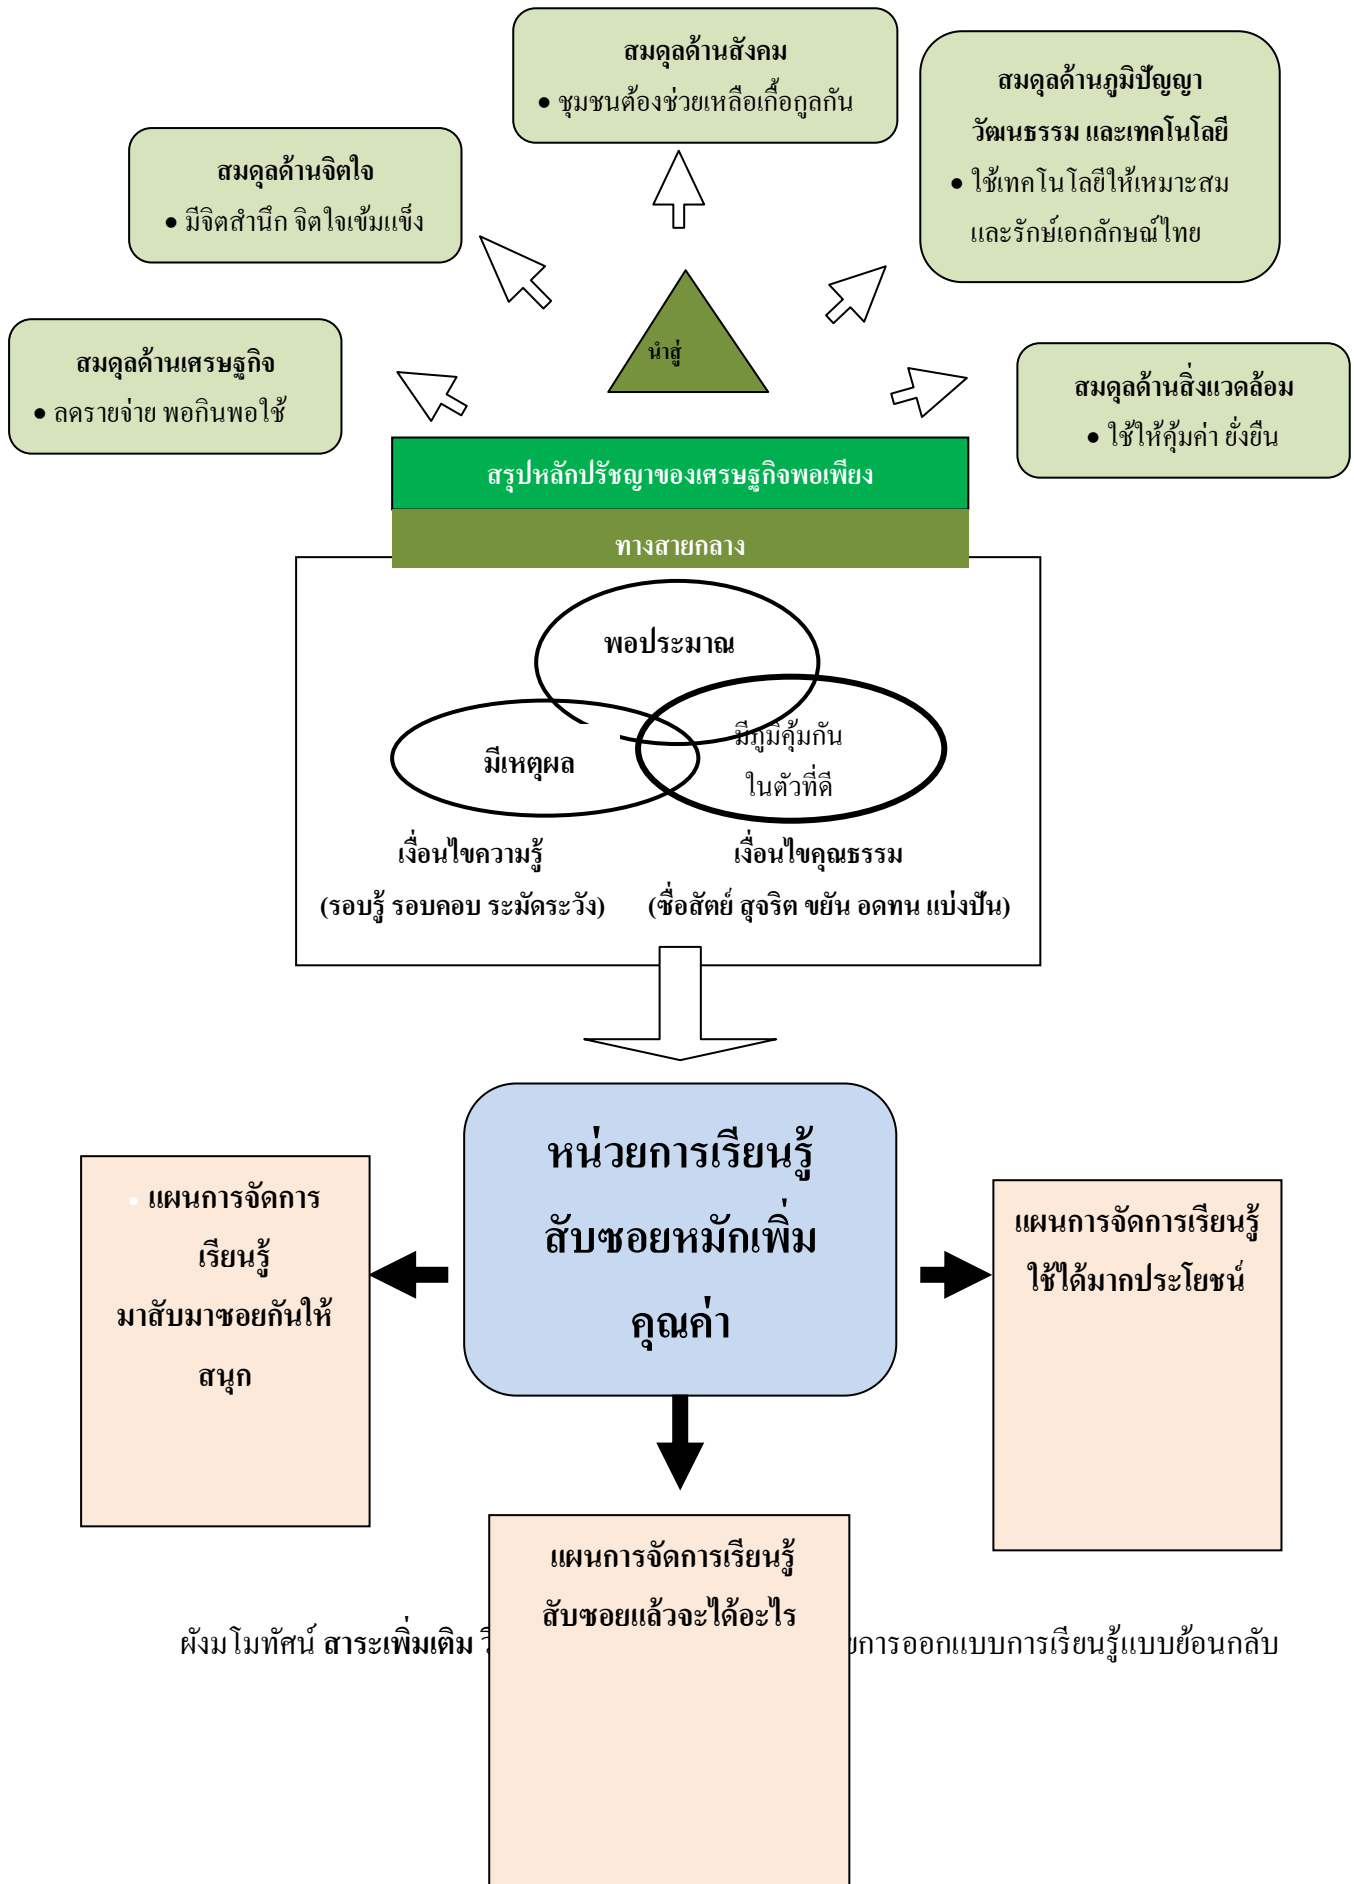 สมดุลด้านสังคม
• ชุมชนต้องช่วยเหลือเกื้อกูลกัน
สมดุลด้านภูมิปัญญา
วัฒนธรรม และเทคโนโลยี
• ใช้เทคโนโลยีให้เหมาะสม
และรักษ์เอกลักษณ์ไทย
สมดุลด้านจิตใจ
• มีจิตสำนึก จิตใจเข้มแข็ง
สมดุลด้านเศรษฐกิจ
• ลดรายจ่าย พอกินพอใช้
นำสู่
สมดุลด้านสิ่งแวดล้อม
• ใช้ให้คุ้มค่า ยั่งยืน
สรุปหลักปรัชญาของเศรษฐกิจพอเพียง
ทางสายกลาง
พอประมาณ
มีเหตุผล
มีภูมิคุ้มกัน
ในตัวที่ดี
เงื่อนไขความรู้
(รอบรู้ รอบคอบ ระมัดระวัง)
เงื่อนไขคุณธรรม
(ซื่อสัตย์ สุจริต ขยัน อดทน แบ่งปัน)
หน่วยการเรียนรู้
สับซอยหมักเพิ่ม
คุณค่า
• แผนการจัดการ
เรียนรู้
มาสับมาซอยกันให้
สนุก
แผนการจัดการเรียนรู้
ใช้ได้มากประโยชน์
แผนการจัดการเรียนรู้
สับซอยแล้วจะได้อะไร
ผังมโทัศน์ สาระเพิ่มเติม
การออกแบบการเรียนรู้แบบย้อนกลับ